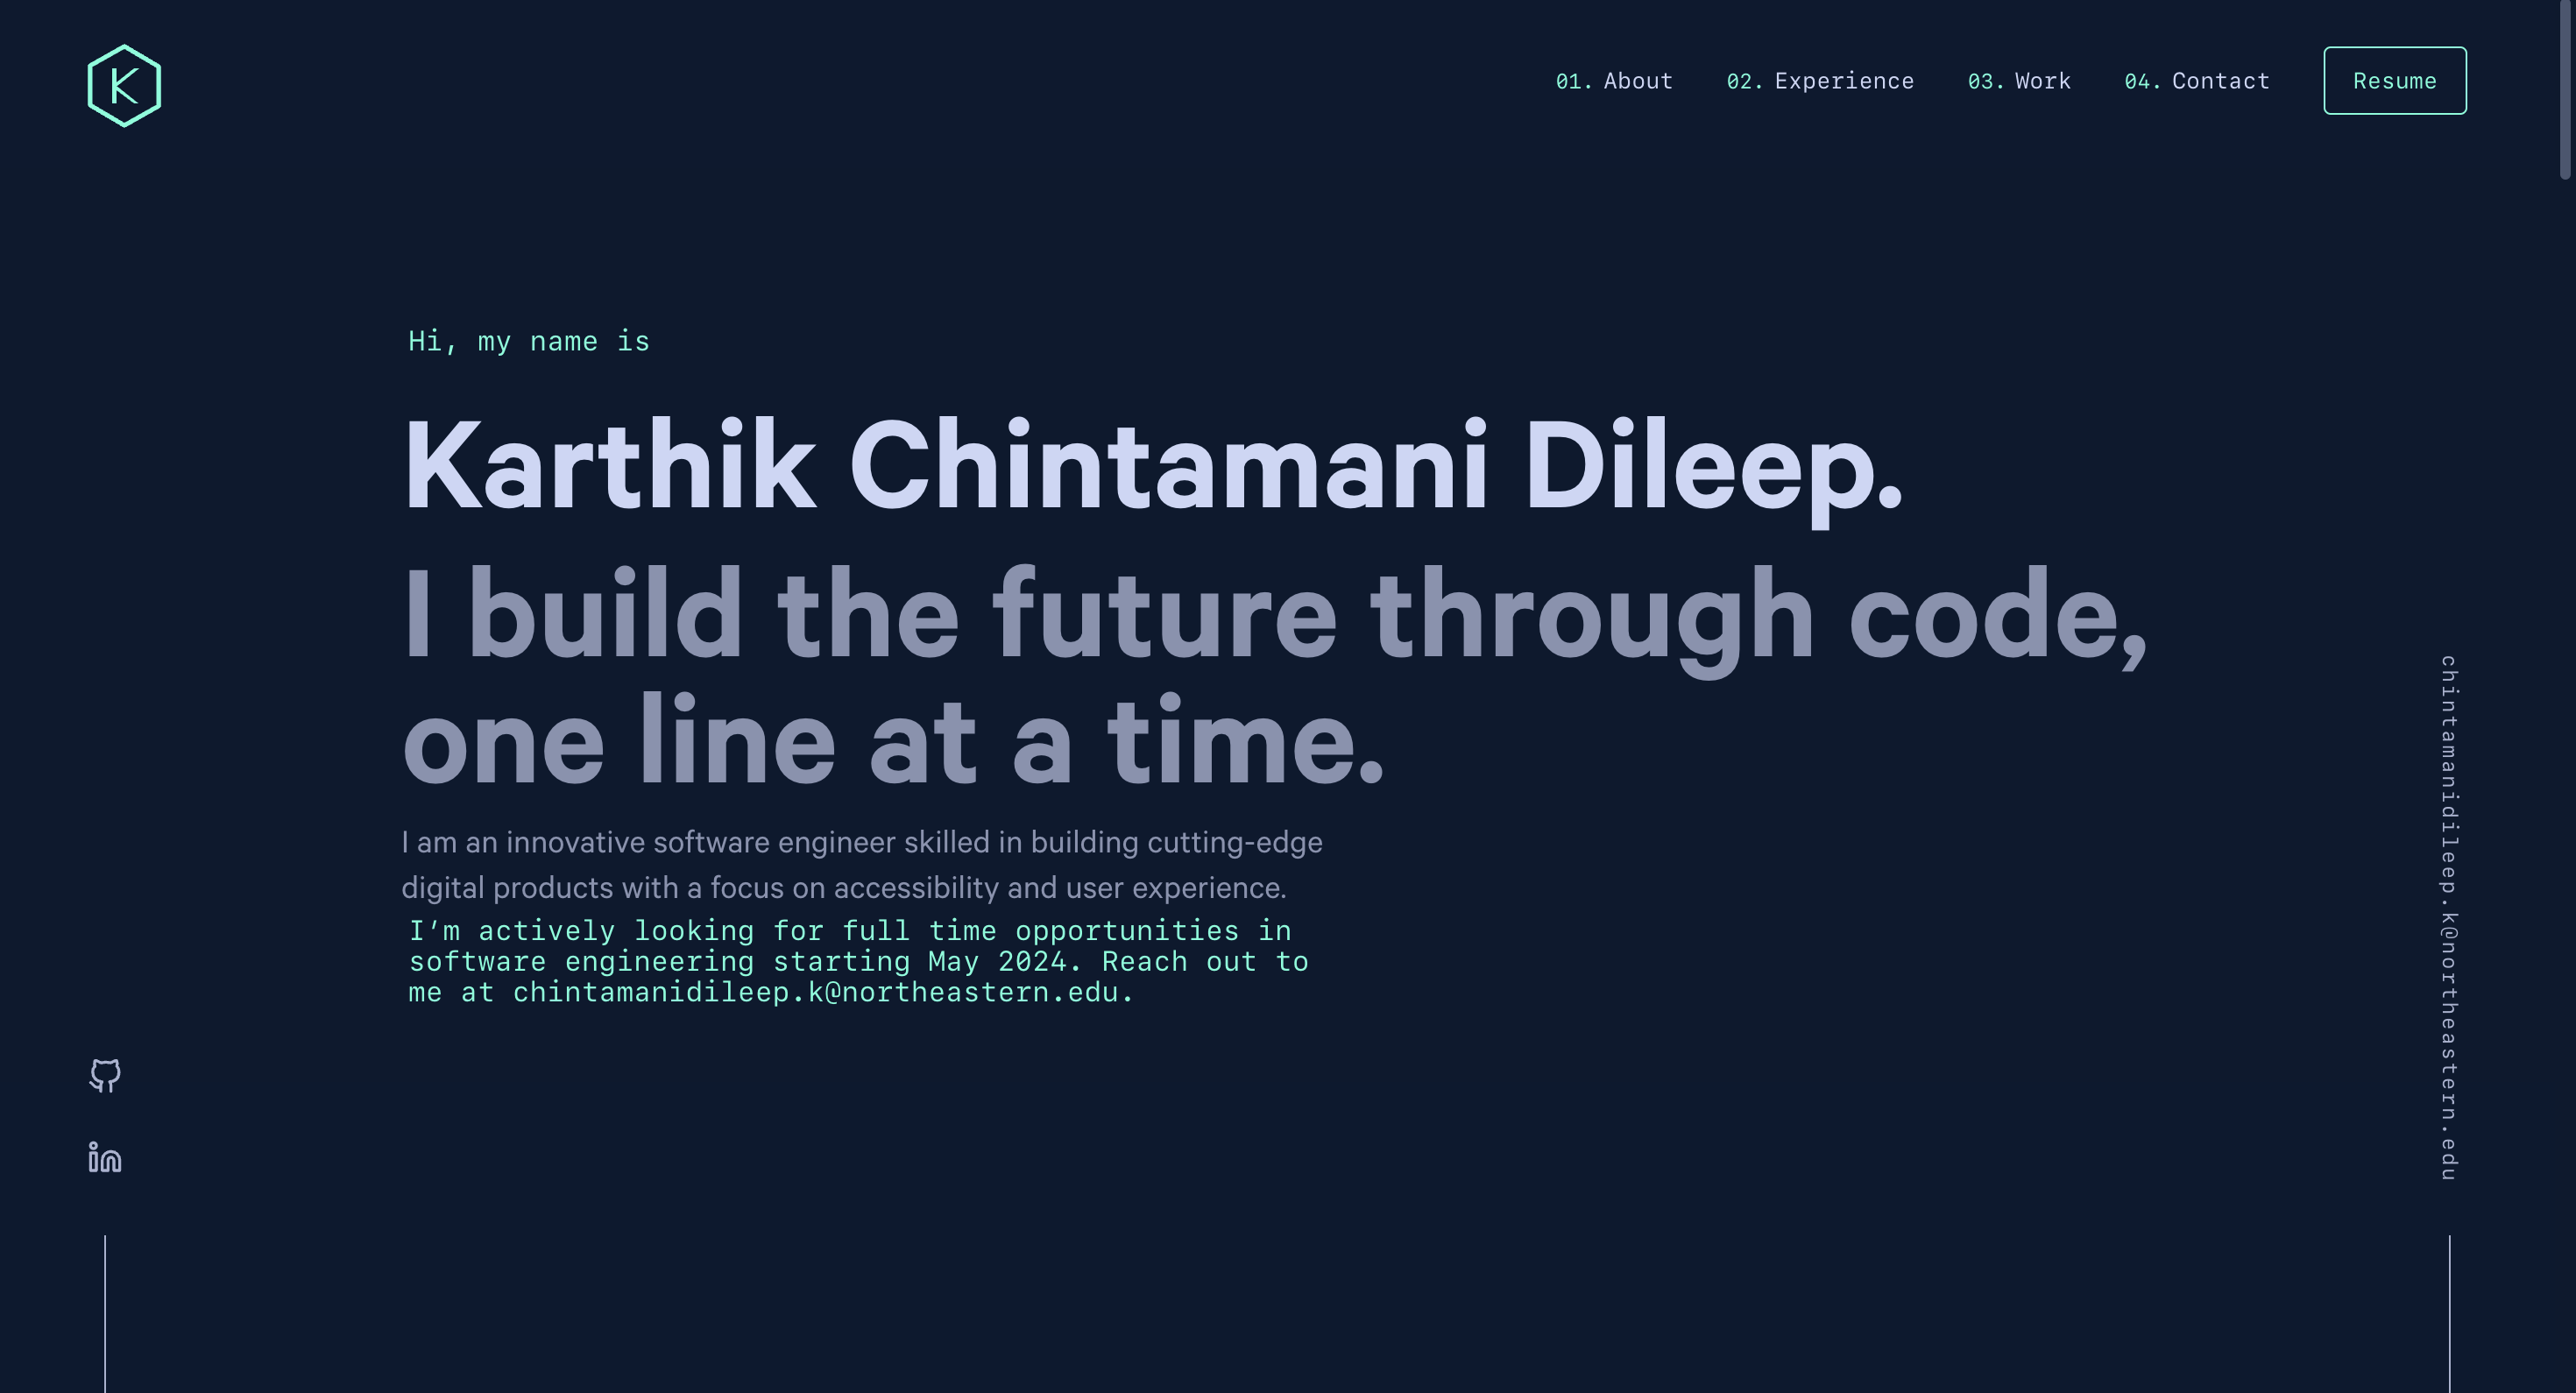 K
01. About 02. Experience 03. Work 04. Contact Resume
Hi, my name is
Karthik Chintamani Dileep.
I build the future through code,
one line at a time.
I am an innovative software engineer skilled in building cutting-edge
digital products with a focus on accessibility and user experience.
I’m actively looking for full time opportunities in
software engineering starting May 2024. Reach out to
me at chintamanidileep.k@northeastern.edu.
in
chintamanidileep.k@northeastern.edu